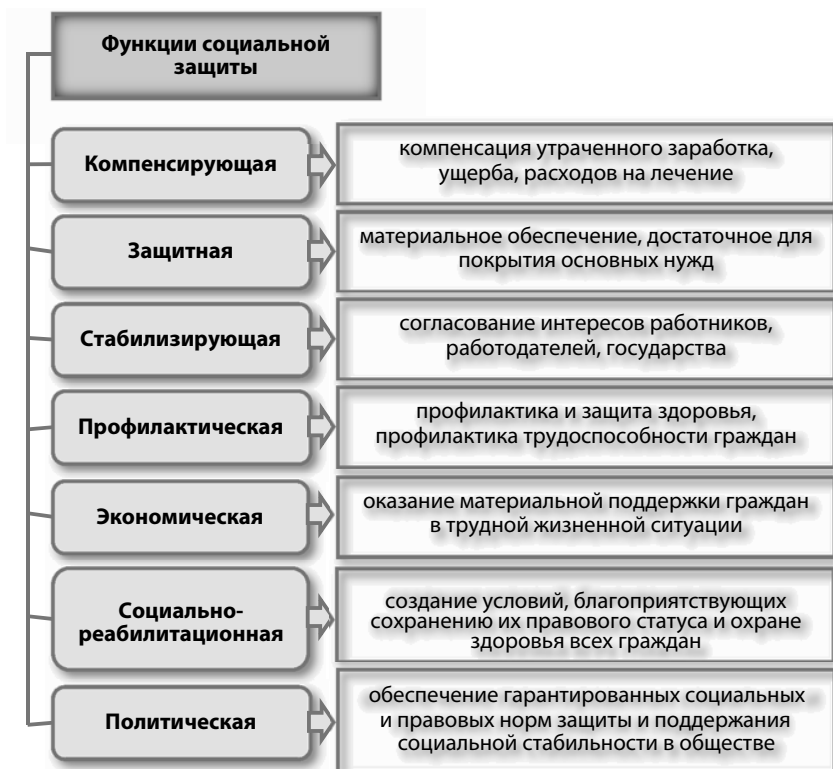 Функции социальной
защиты
Компенсирующая
компенсация утраченного заработка,
ущерба, расходов на лечение
Защитная
материальное обеспечение, достаточное для
покрытия основных нужд
Стабилизирующая
согласование интересов работников,
работодателей, государства
Профилактическая
профилактика и защита здоровья,
профилактика трудоспособности граждан
Экономическая
оказание материальной поддержки граждан
в трудной жизненной ситуации
Социально-
реабилитационная
создание условий, благоприятствующих
сохранению их правового статуса и охране
здоровья всех граждан
Политическая
обеспечение гарантированных социальных
и правовых норм защиты и поддержания
социальной стабильности в обществе